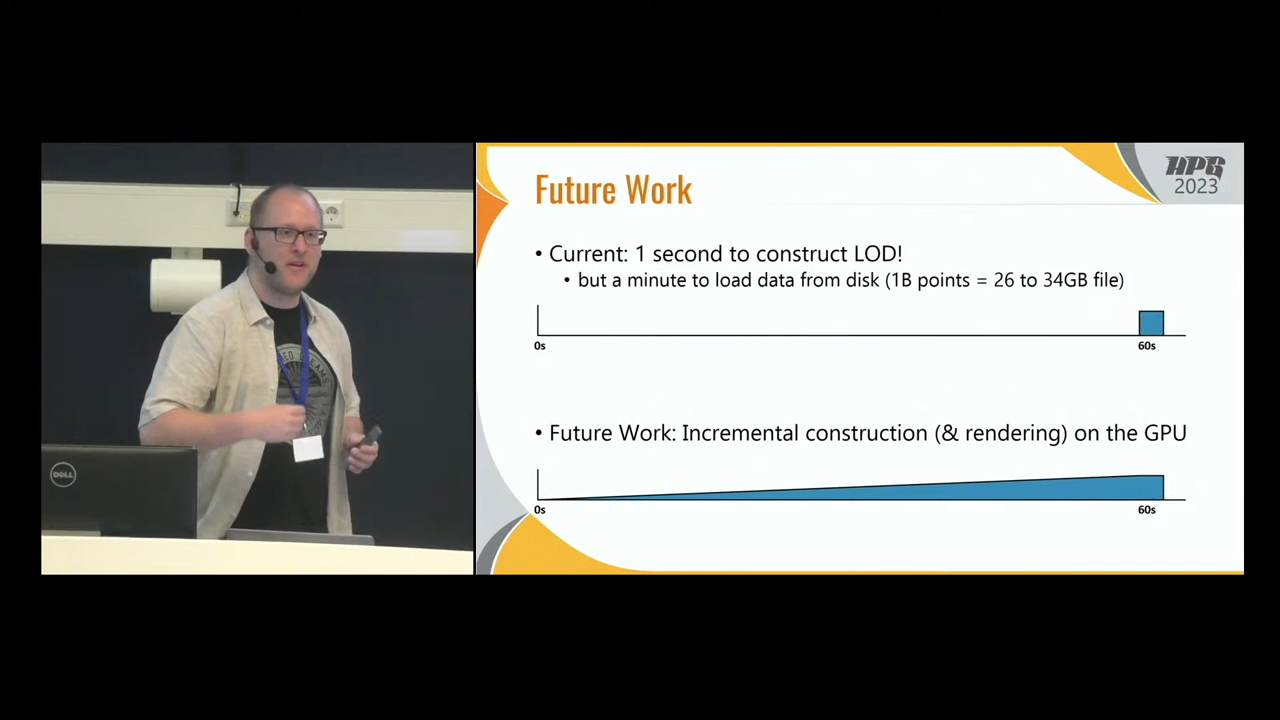 HPG
2023
Future Work
• Current: 1 second to construct LOD!
• but a minute to load data from disk (1B points = 26 to 34GB file)
0s
60s
• Future Work: Incremental construction (& rendering) on the GPU
0s
60s
DELL